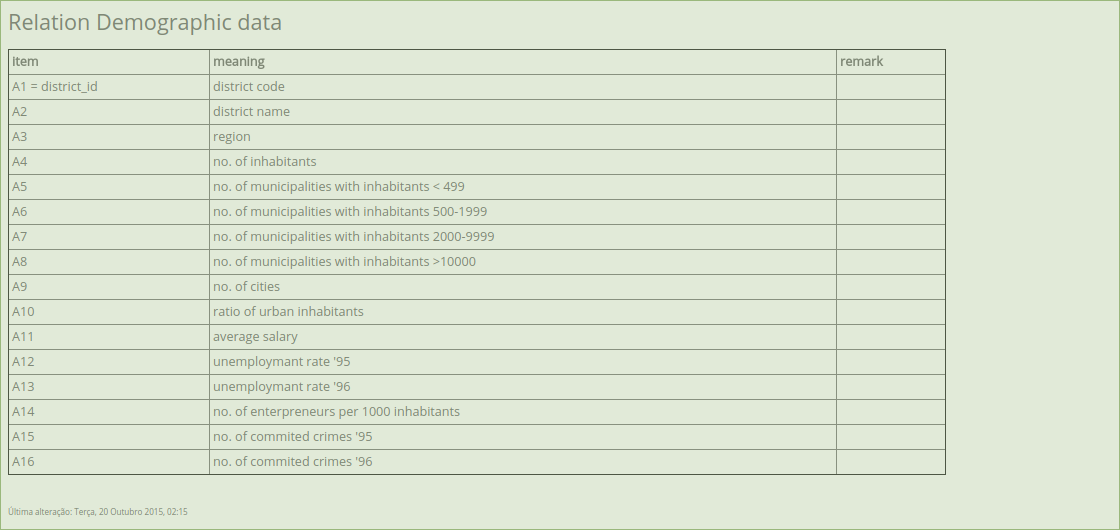 Relation Demographic data
item meaning remark
A1 = district_id district code
A2 district name
A3 region
A4 no. of inhabitants
A5 no. of municipalities with inhabitants < 499
A6 no. of municipalities with inhabitants 500-1999
A7 no. of municipalities with inhabitants 2000-9999
A8 no. of municipalities with inhabitants >10000
A9 no. of cities
A10 ratio of urban inhabitants
A11 average salary
A12 unemploymant rate '95
A13 unemploymant rate '96
A14 no. of enterpreneurs per 1000 inhabitants
A15 no. of commited crimes '95
A16 no. of commited crimes '96
Última alteração: Terça, 20 Outubro 2015, 02:15